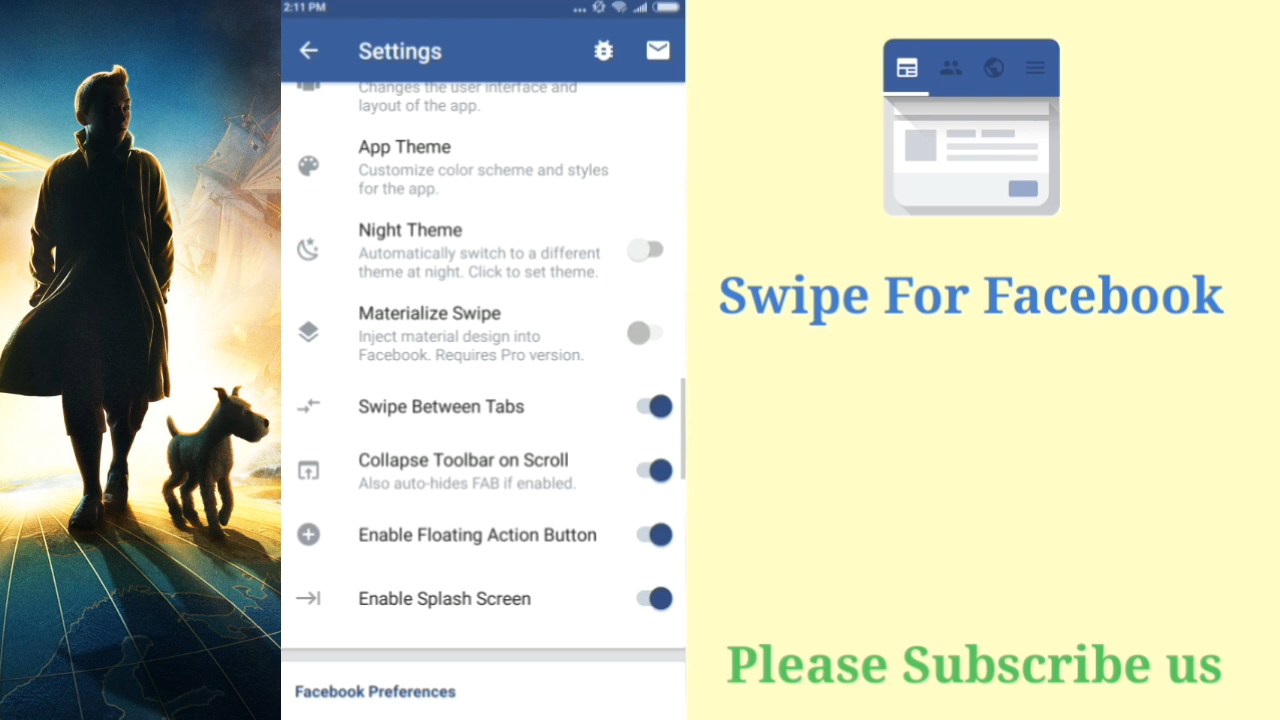 2:11 PM
Settings
Changes the user interface and
layout of the app.
App Theme
Customize color scheme and styles
for the app.
Night Theme
Automatically switch to a different
theme at night. Click to set theme.
Materialize Swipe
Inject material design into
Facebook. Requires Pro version.
Swipe Between Tabs
Collapse Toolbar on Scroll
Also auto-hides FAB if enabled.
Enable Floating Action Button
Enable Splash Screen
Facebook Preferences
Swipe For Facebook
Please Subscribe us